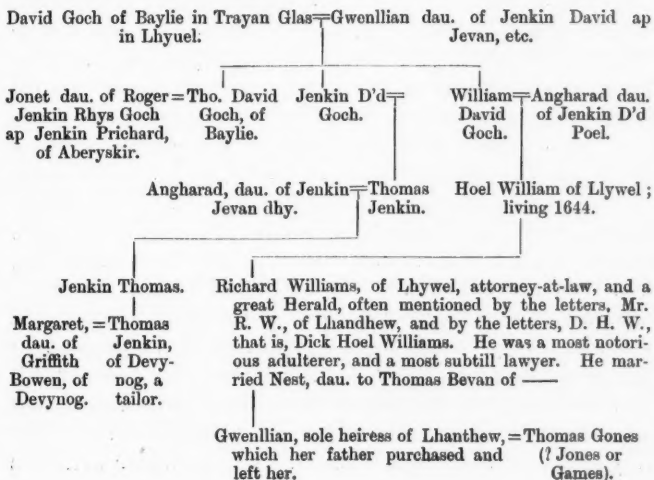 David Goch of Baylie in Trayan Glas=Gwenllian dau. of Jenkin David ap
in Lhyuel. Jevan, etc.
Jonet dau. of Roger=Tho. David Jenkin D'd= William=Angharad dau.
Jenkin Rhys Goch Goch, of Goch. David of Jenkin D'd
ap Jenkin Prichard, Baylie. Goch. Poel.
of Aberyskir.
Angharad, dau. of Jenkin=Thomas Hoel William of Llywel;
Jevan dhy. Jenkin. living 1644.
Jenkin Thomas. Richard Williams, of Lhywel, attorney-at-law, and a
great Herald, often mentioned by the letters, Mr.
Margaret,=Thomas R. W., of Lhandhew, and by the letters, D. H. W.,
dau. of Jenkin, that is, Dick Hoel Williams. He was a most notori-
Griffith of Devy- ous adulterer, and a most subtill lawyer. He mar-
Bowen, of nog, a ried Nest, dau. to Thomas Bevan of ——
Devynog. tailor.
Gwenllian, sole heiress of Lhanthew,=Thomas Gones
which her father purchased and (? Jones or
left her. Games).